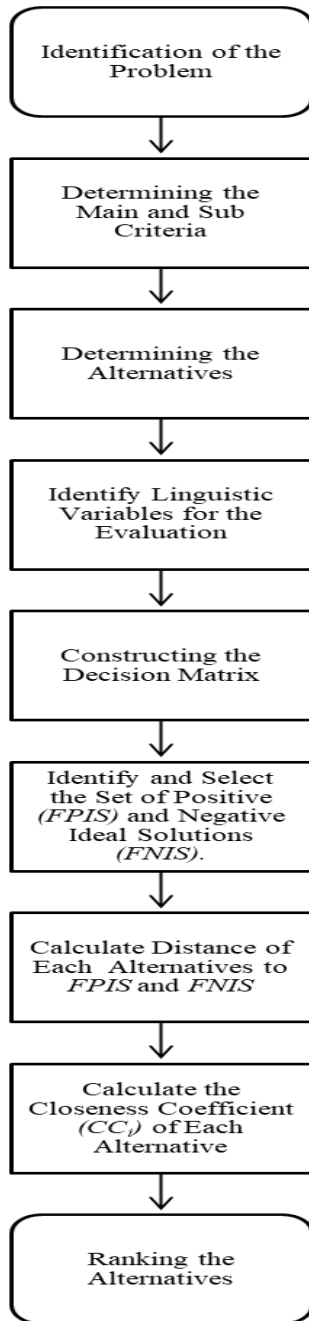 Identification of the
Problem
Determining the
Main and Sub
Criteria
Determining the
Alternatives
Identify Linguistic
Variables for the
Evaluation
Constructing the
Decision Matrix
Identify and Select
the Set of Positive
(FPIS) and Negative
Ideal Solutions
(FNIS).
Calculate Distance of
Each Alternatives to
FPIS and FNIS
Calculate the
Closeness Coefficient
(CCi) of Each
Alternative
Ranking the
Alternatives